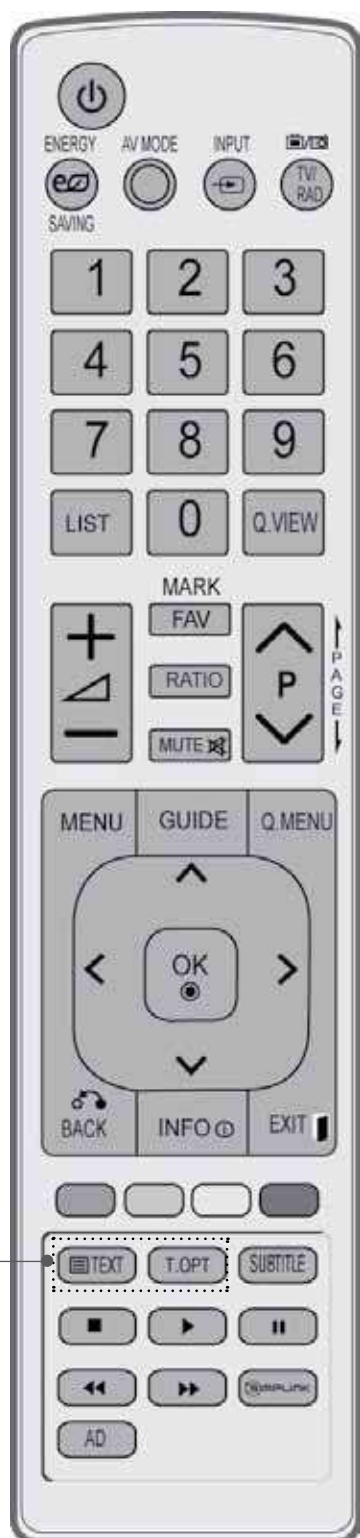 ENERGY AV MODE INPUT
TV/
RAD
SAVING
1 2 3
4 5 6
7 8 9
LIST 0 Q.VIEW
MARK
FAV
P
PAGE
RATIO
MUTE
MENU GUIDE Q.MENU
OK
BACK INFO EXIT
TEXT T.OPT SUBTITLE
SIMPLINK
AD